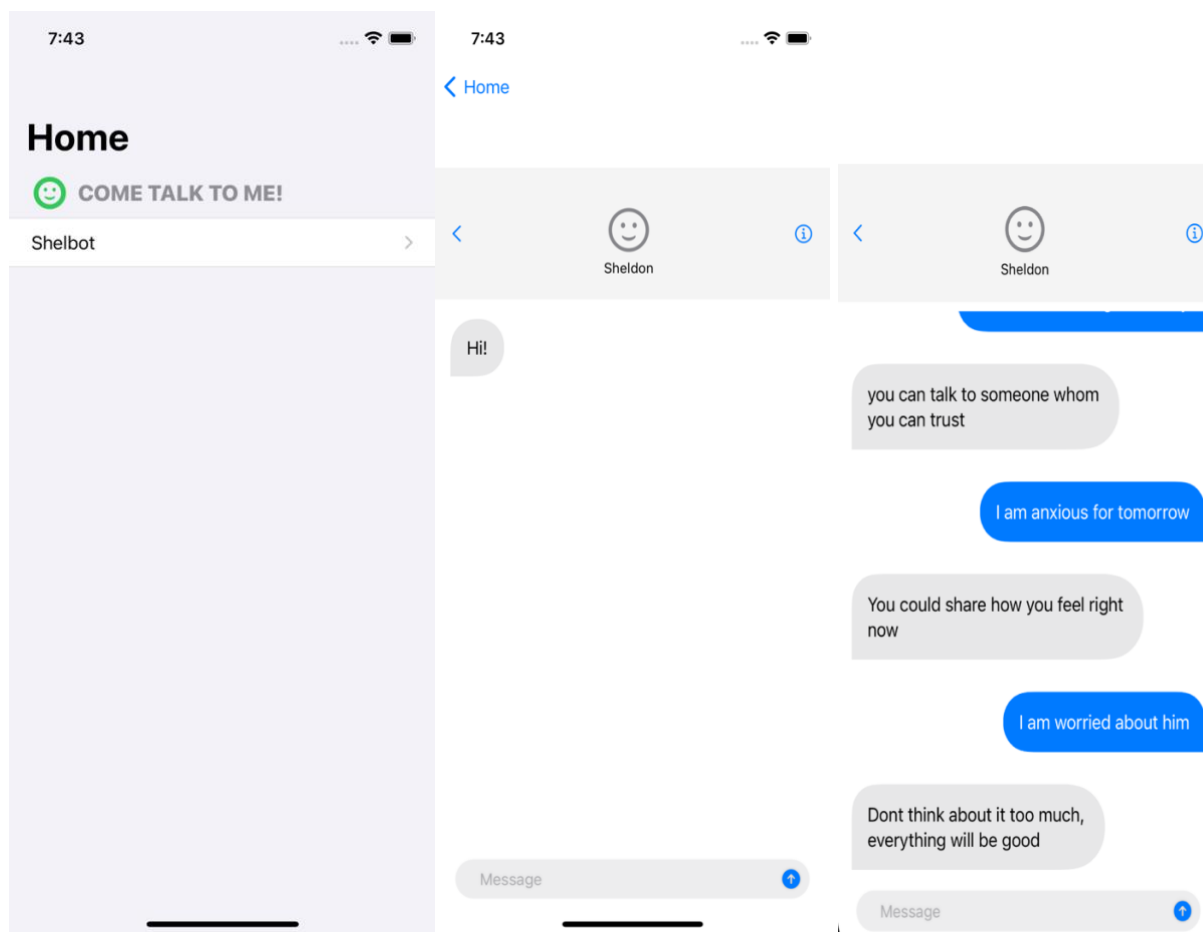 7:43
Home
COME TALK TO ME!
Shelbot
7:43
Home
Sheldon
Hi!
Message
Sheldon
you can talk to someone whom
you can trust
I am anxious for tomorrow
You could share how you feel right
now
I am worried about him
Dont think about it too much,
everything will be good
Message